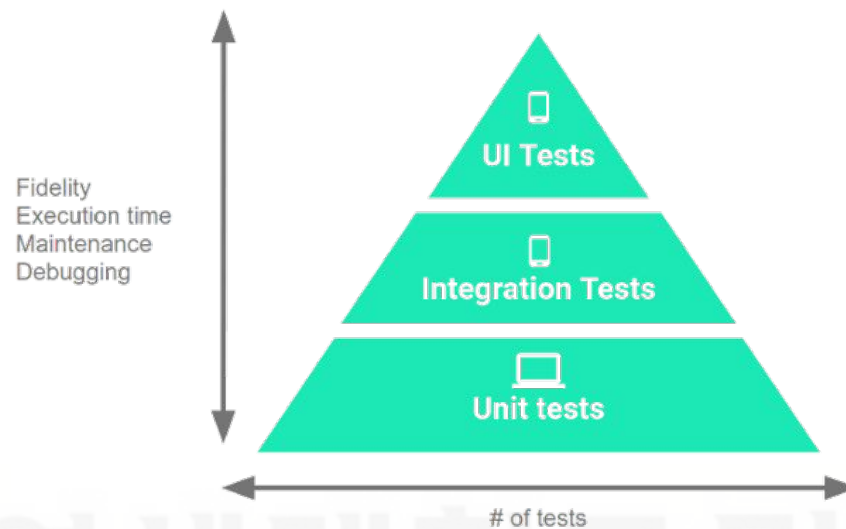 UI Tests
Fidelity
Execution time
Maintenance
Debugging
Integration Tests
Unit tests
# of tests